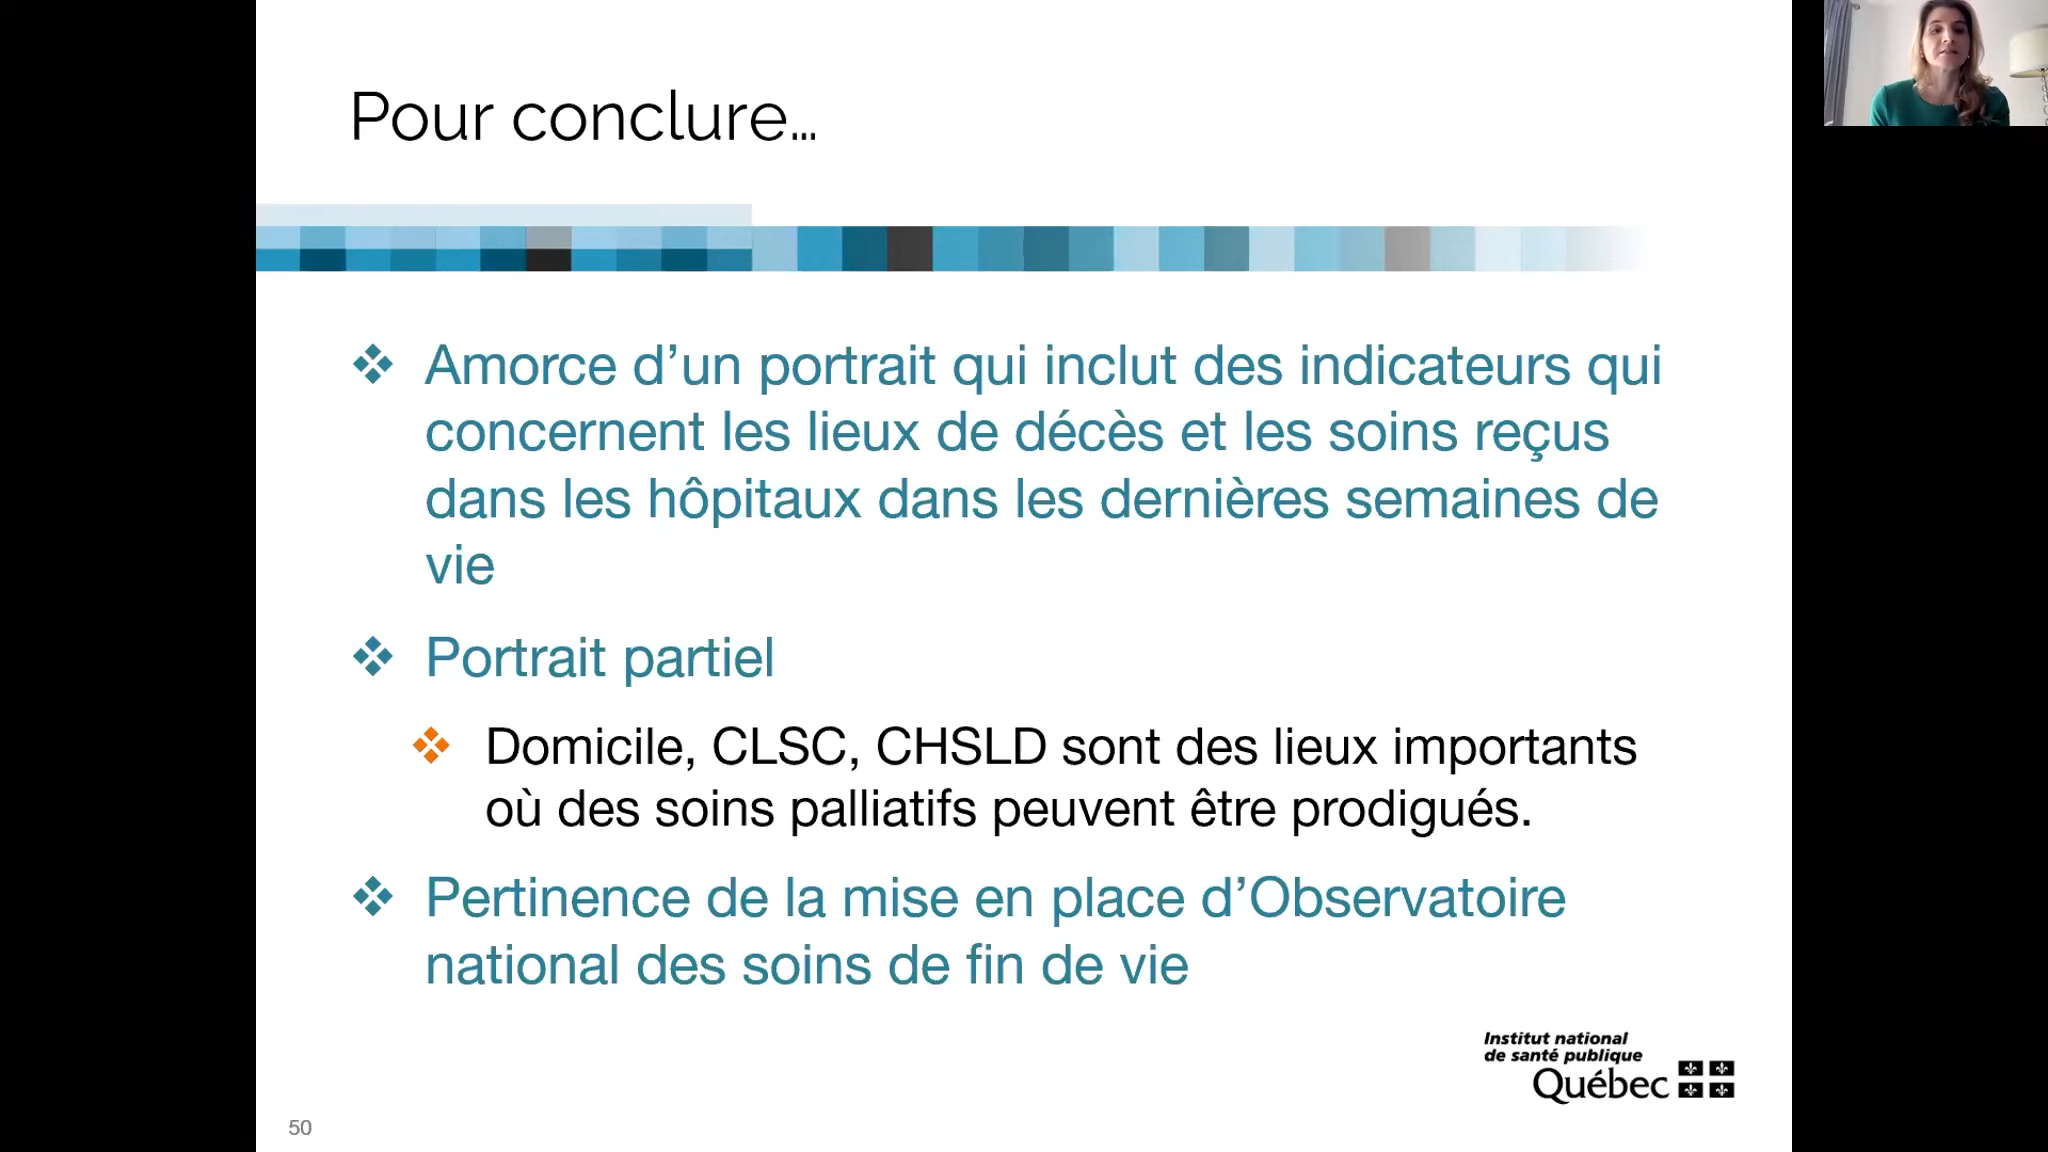 Pour conclure…
Amorce d’un portrait qui inclut des indicateurs qui
concernent les lieux de décès et les soins reçus
dans les hôpitaux dans les dernières semaines de
vie
Portrait partiel
Domicile, CLSC, CHSLD sont des lieux importants
où des soins palliatifs peuvent être prodigués.
Pertinence de la mise en place d’Observatoire
national des soins de fin de vie
Institut national
de santé publique
Québec
50